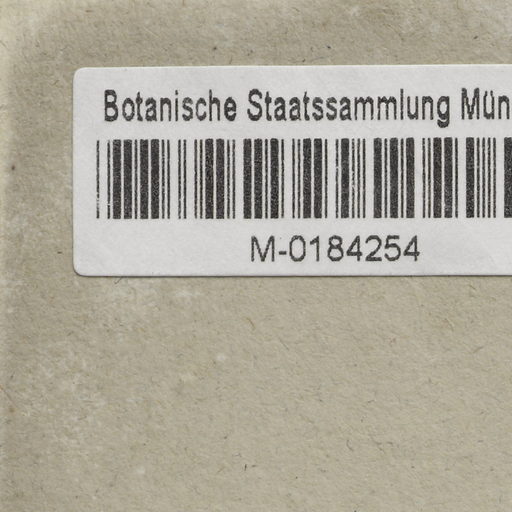 Botanische Staatssammlung Mün
M-0184254